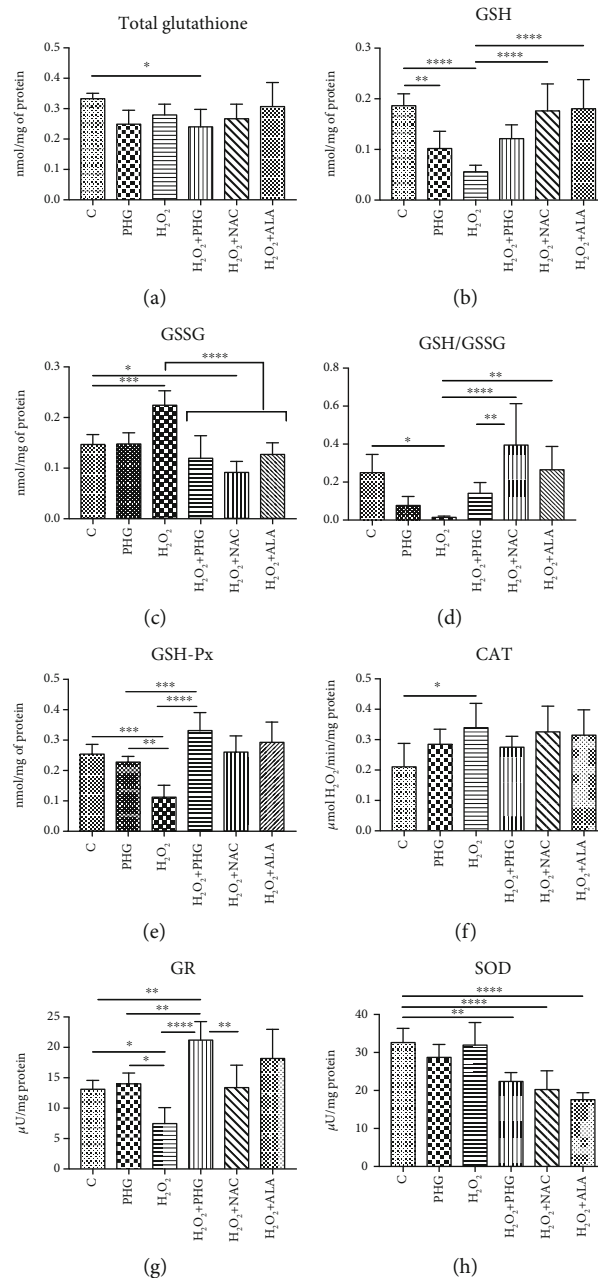 Total glutathione
nmol/mg of protein
0.3
0.4
0.2
0.1
0.0
*
C
PHG
H₂O₂
H₂O₂+PHG
H₂O₂+NAC
H₂O₂+ALA
(a)
GSH
nmol/mg of protein
0.3
0.2
0.1
0.0
****
****
****
**
C
PHG
H₂O₂
H₂O₂+PHG
H₂O₂+NAC
H₂O₂+ALA
(b)
GSSG
nmol/mg of protein
0.3
0.2
0.1
0.0
****
*
***
C
PHG
H₂O₂
H₂O₂+PHG
H₂O₂+NAC
H₂O₂+ALA
(c)
GSH/GSSG
nmol/mg of protein
0.8
0.6
0.4
0.2
0.0
**
****
**
*
C
PHG
H₂O₂
H₂O₂+PHG
H₂O₂+NAC
H₂O₂+ALA
(d)
GSH-Px
nmol/mg of protein
0.5
0.4
0.3
0.2
0.1
0.0
***
****
***
**
C
PHG
H₂O₂
H₂O₂+PHG
H₂O₂+NAC
H₂O₂+ALA
(e)
CAT
μmol H₂O₂/min/mg of protein
0.5
0.4
0.3
0.2
0.1
0.0
*
C
PHG
H₂O₂
H₂O₂+PHG
H₂O₂+NAC
H₂O₂+ALA
(f)
GR
μU/mg protein
25
20
15
10
5
0
**
**
****
**
*
*
C
PHG
H₂O₂
H₂O₂+PHG
H₂O₂+NAC
H₂O₂+ALA
(g)
SOD
μU/mg protein
40
30
20
10
0
****
****
**
C
PHG
H₂O₂
H₂O₂+PHG
H₂O₂+NAC
H₂O₂+ALA
(h)